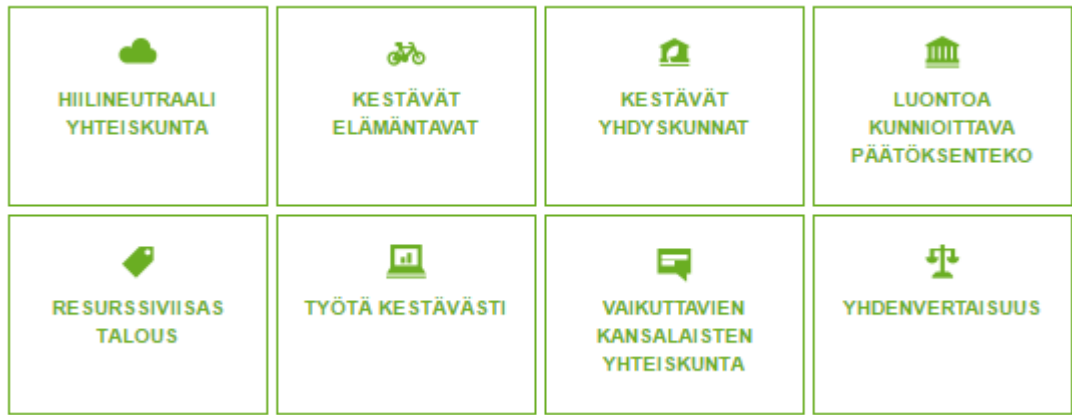 HIILINEUTRAALI
YHTEISKUNTA
KESTÄVÄT
ELÄMÄNTAVAT
KESTÄVÄT
YHDYSKUNNAT
LUONTOA
KUNNIOITTAVA
PÄÄTÖKSENTEKO
RESURSSIVIISAS
TALOUS
TYÖTÄ KESTÄVÄSTI
VAIKUTTAVIEN
KANSALAISTEN
YHTEISKUNTA
YHDENVERTAISUUS